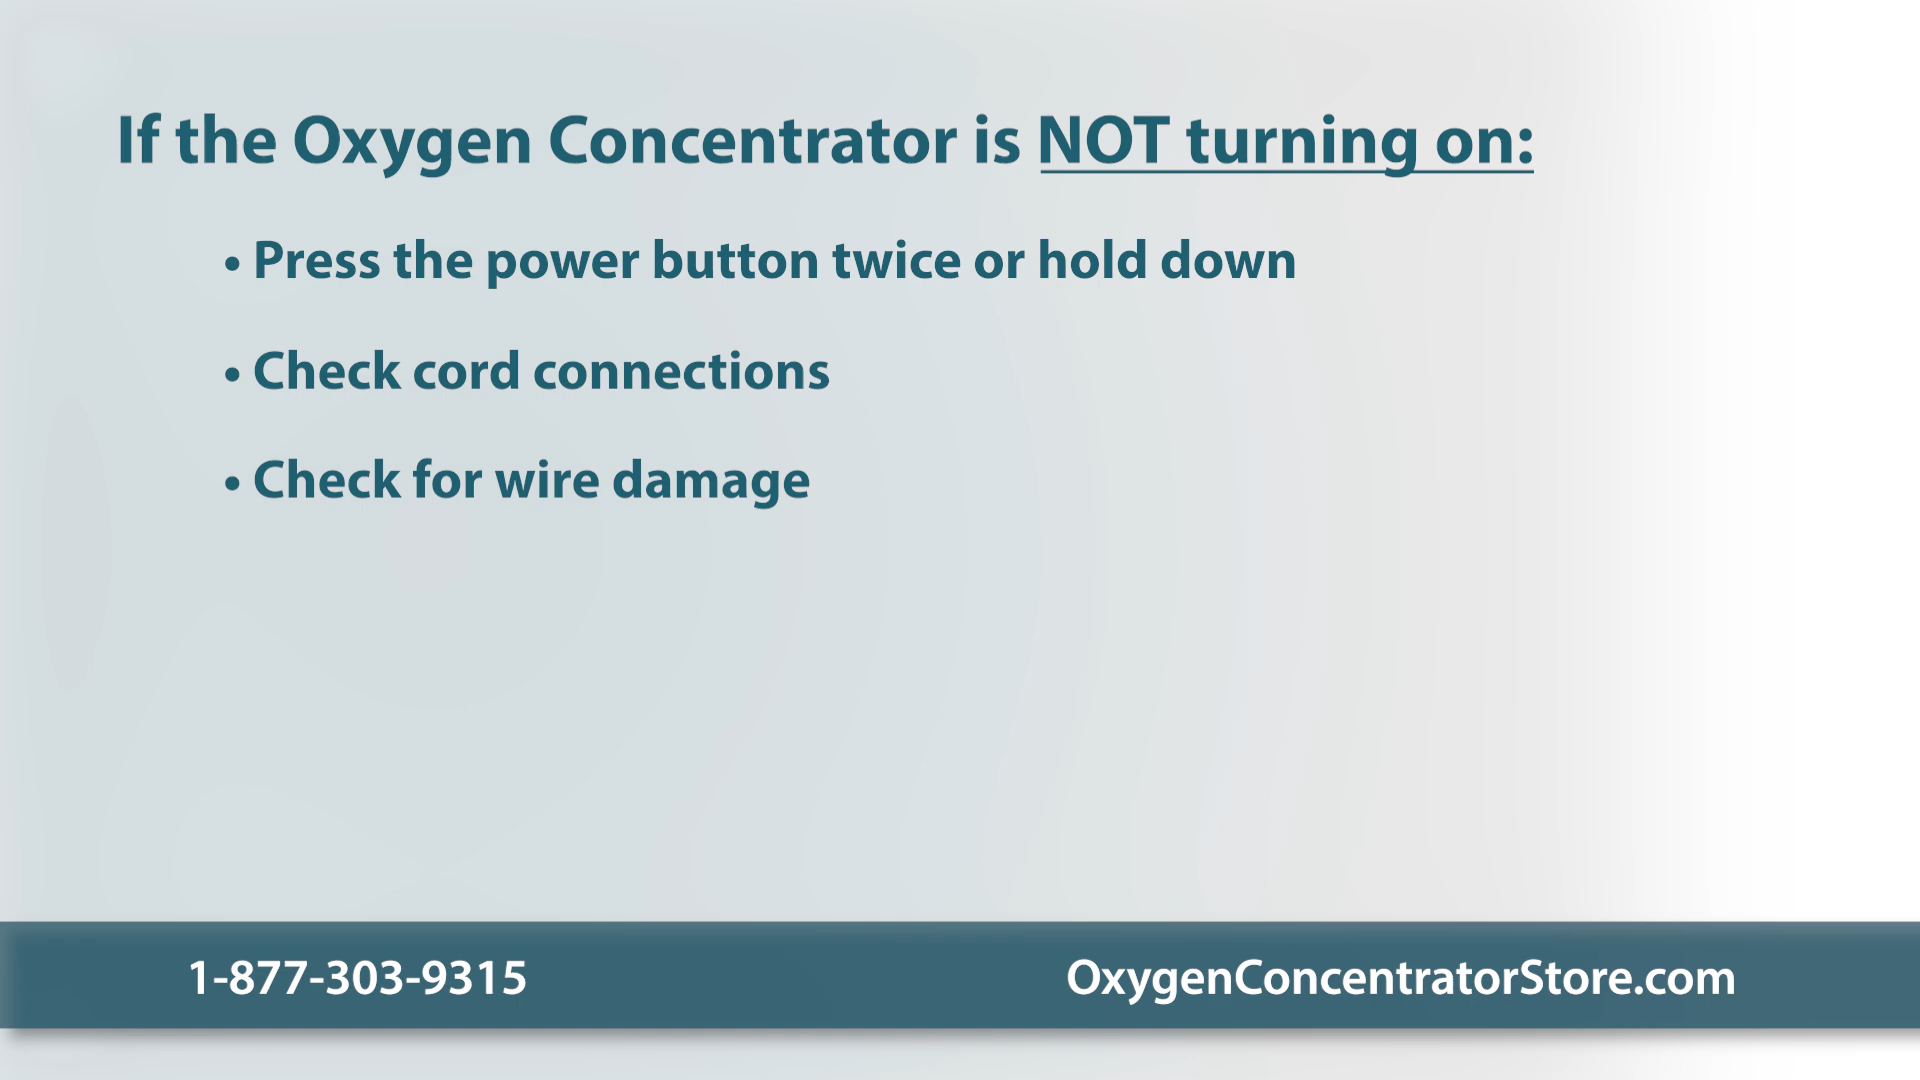 If the Oxygen Concentrator is NOT turning on:
• Press the power button twice or hold down
• Check cord connections
• Check for wire damage
1-877-303-9315
OxygenConcentratorStore.com